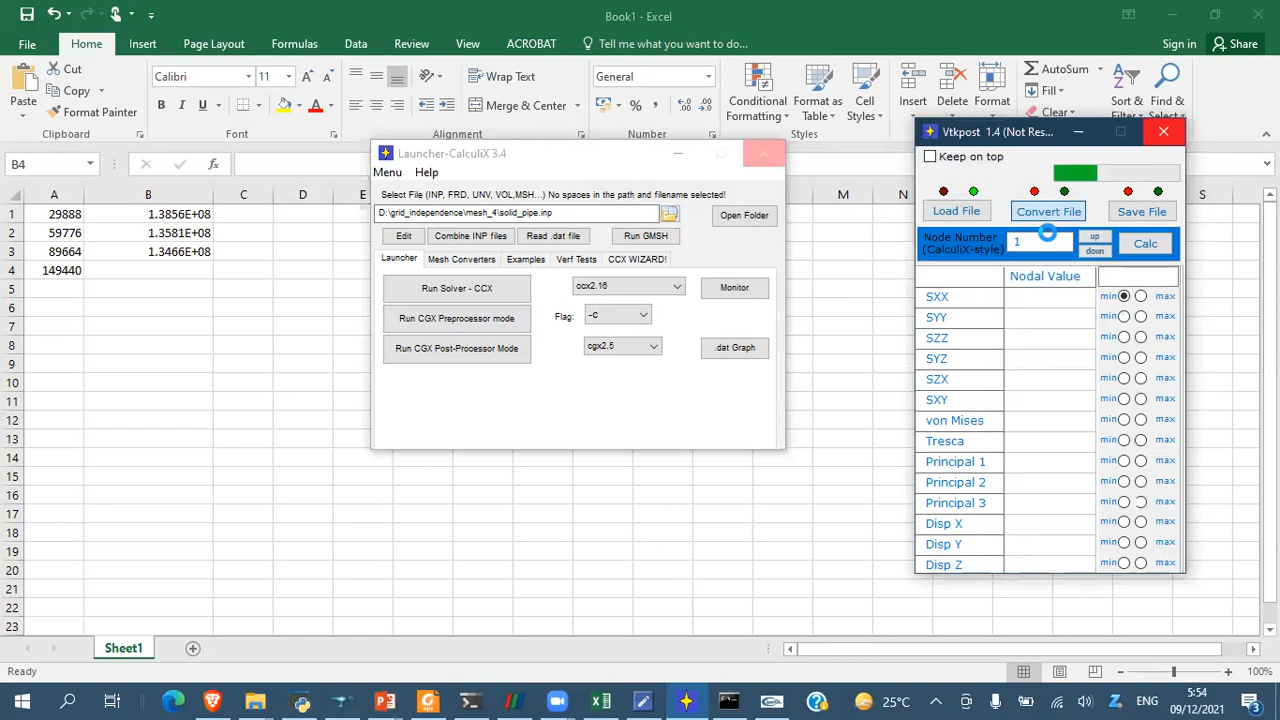 Book1 - Excel
File Home Insert Page Layout Formulas Data Review View ACROBAT Tell me what you want to do... Sign in Share
Paste
Cut
Copy
Format Painter
Clipboard
Calibri 11
B I U
Font
Wrap Text
Merge & Center
Alignment
General
Number
Conditional Formatting
Format as Table
Cell Styles
Styles
Insert Delete Format
AutoSum
Fill
Clear
Sort & Filter
Find & Select
B4
A B C D E M N S
1 29888 1.3856E+08
2 59776 1.3581E+08
3 89664 1.3466E+08
4 149440
5
6
7
8
9
10
11
12
13
14
15
16
17
18
19
20
21
22
23
Launcher-CalculiX 3.4
Menu Help
Select File (INP, FRD, UNV, VOL,MSH...) No spaces in the path and filename selected!
D:\grid_independence\mesh_4\solid_pipe.inp
Open Folder
Edit Combine INP files Read .dat file Run GMSH
Launcher Mesh Converters Examples Verf Tests CCX WIZARD!
Run Solver - CCX ccx2.16 Monitor
Run CGX Preprocessor mode Flag: -c
Run CGX Post-Processor Mode cgx2.5 .dat Graph
Vtkpost 1.4 (Not Res...
Keep on top
Load File Convert File Save File
Node Number
(CalculiX-style) 1 up down Calc
Nodal Value
SXX min max
SYY min max
SZZ min max
SYZ min max
SZX min max
SXY min max
von Mises min max
Tresca min max
Principal 1 min max
Principal 2 min max
Principal 3 min max
Disp X min max
Disp Y min max
Disp Z min max
Sheet1
Ready
100%
25°C
ENG
5:54
09/12/2021
3